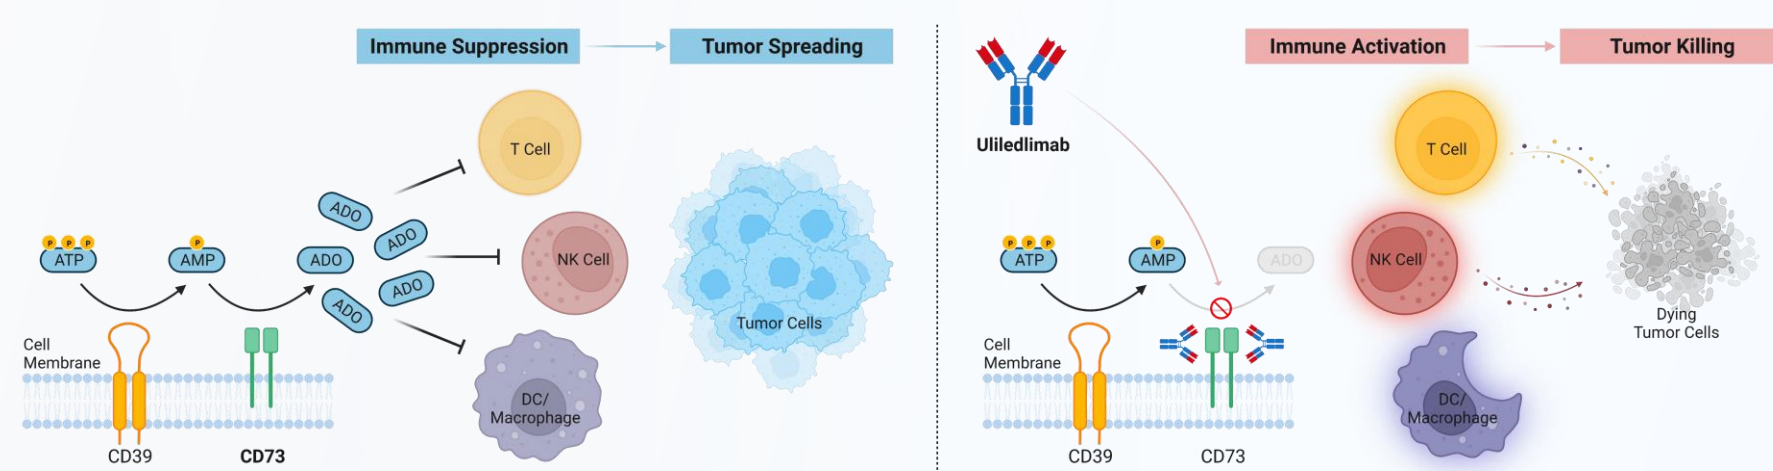 Immune Suppression
Tumor Spreading
T Cell
ADO
ADO
P P P
ATP
P
AMP
ADO
NK Cell
ADO
ADO
Tumor Cells
Cell
Membrane
DC/
Macrophage
CD39
CD73
Immune Activation
Tumor Killing
Uliledlimab
T Cell
P P P
ATP
P
AMP
ADO
NK Cell
Dying
Tumor Cells
Cell
Membrane
DC/
Macrophage
CD39
CD73